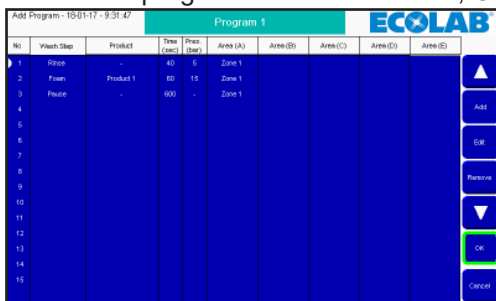 Add Program - 18-01-17 - 9:31:47
Program 1
ECOLAB
No Wash Step Product Time (sec) Pres. (bar) Area (A) Area (B) Area (C) Area (D) Area (E)
1 Rinse - 40 5 Zone 1
2 Foam Product 1 60 15 Zone 1
3 Pause - 600 - Zone 1
4
5
6
7
8
9
10
11
12
13
14
15
Add
Edit
Remove
OK
Cancel